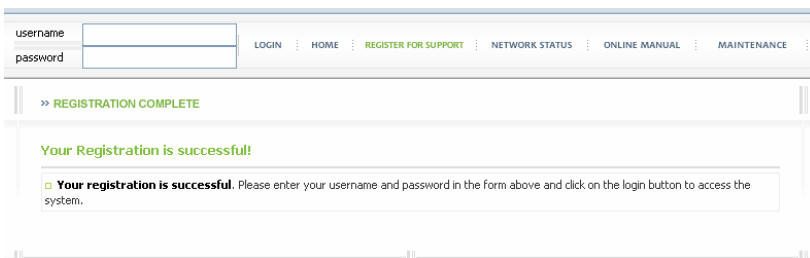 username
LOGIN HOME REGISTER FOR SUPPORT NETWORK STATUS ONLINE MANUAL MAINTENANCE
password
» REGISTRATION COMPLETE
Your Registration is successful!
Your registration is successful. Please enter your username and password in the form above and click on the login button to access the
system.